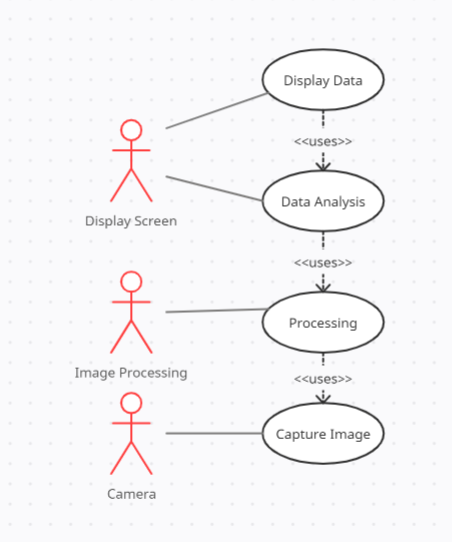 Display Data
<<uses>>
Display Screen
Data Analysis
<<uses>>
Image Processing
Processing
<<uses>>
Camera
Capture Image